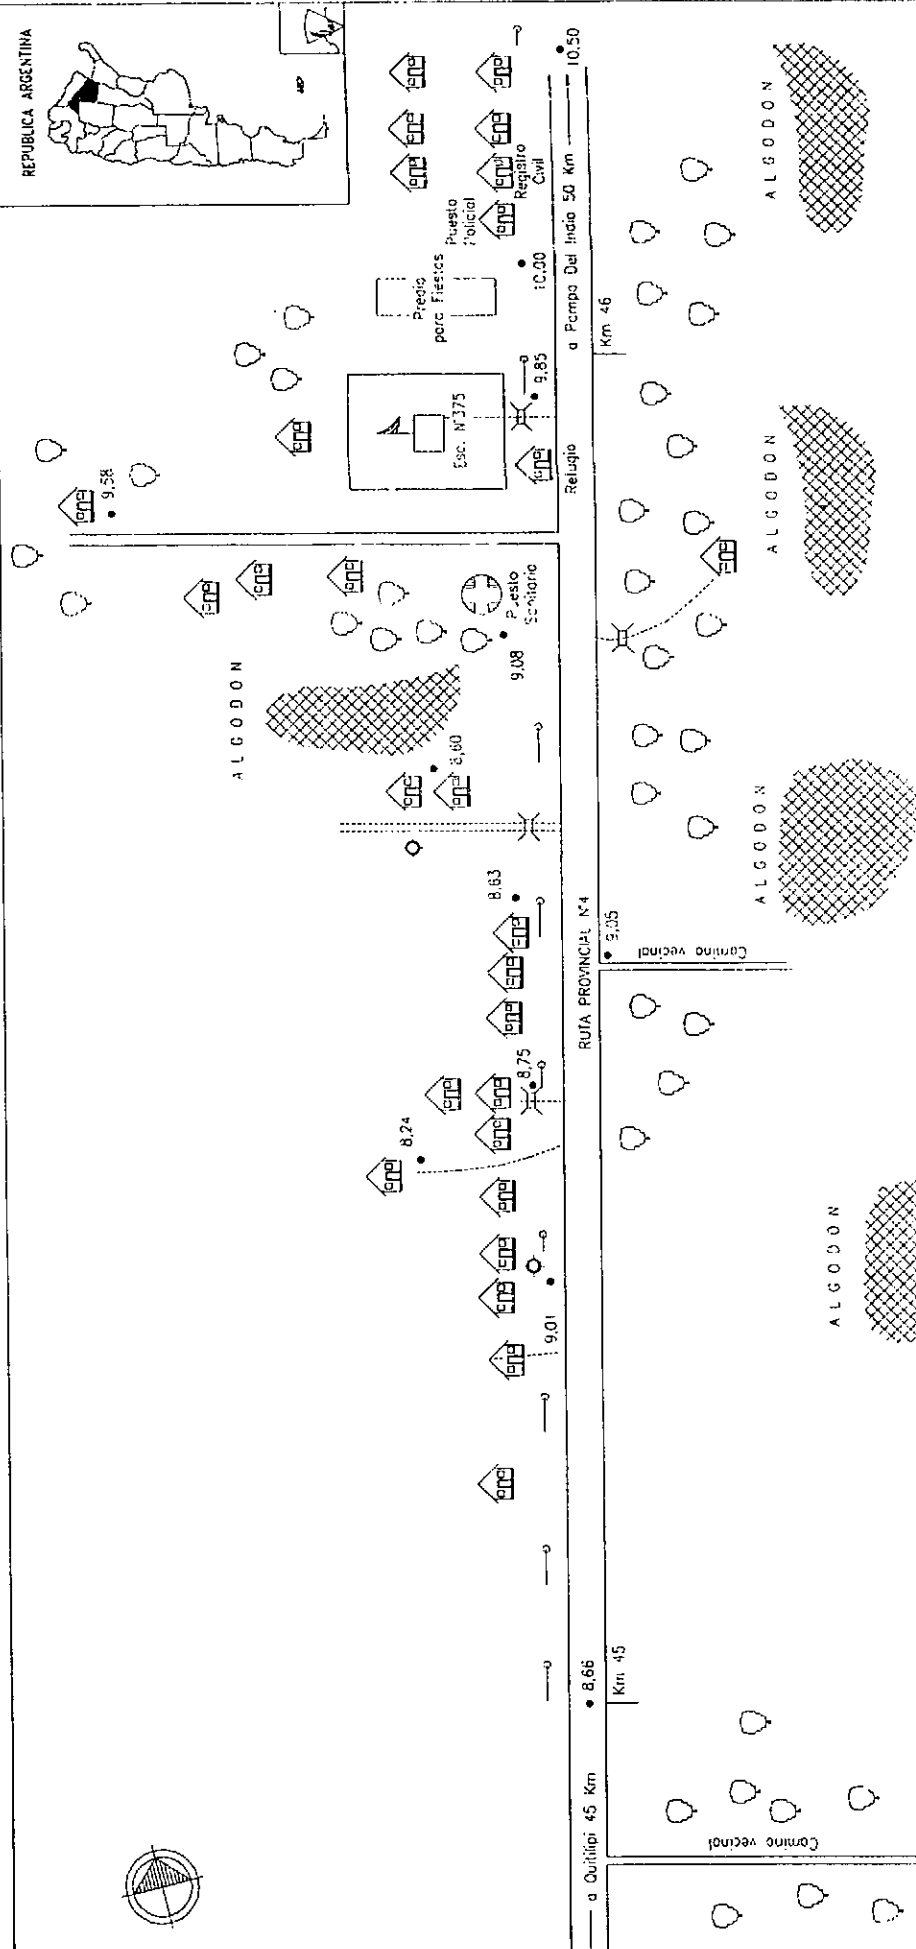 REPUBLICA ARGENTINA
10,50
Registro
Civil
Puesto
Policial
a Pampa Del Indio 50 Km
10,00
Predio
para Fiestas
Km 46
9,85
Esc. N°375
Refugio
9,58
Puesto
Sanitario
9,08
ALGODON
ALGODON
ALGODON
8,60
8,63
RUTA PROVINCIAL N°4
9,05
Camino vecinal
ALGODON
8,75
8,24
9,01
ALGODON
8,66
Km 45
a Quitilipi 45 Km
Camino vecinal